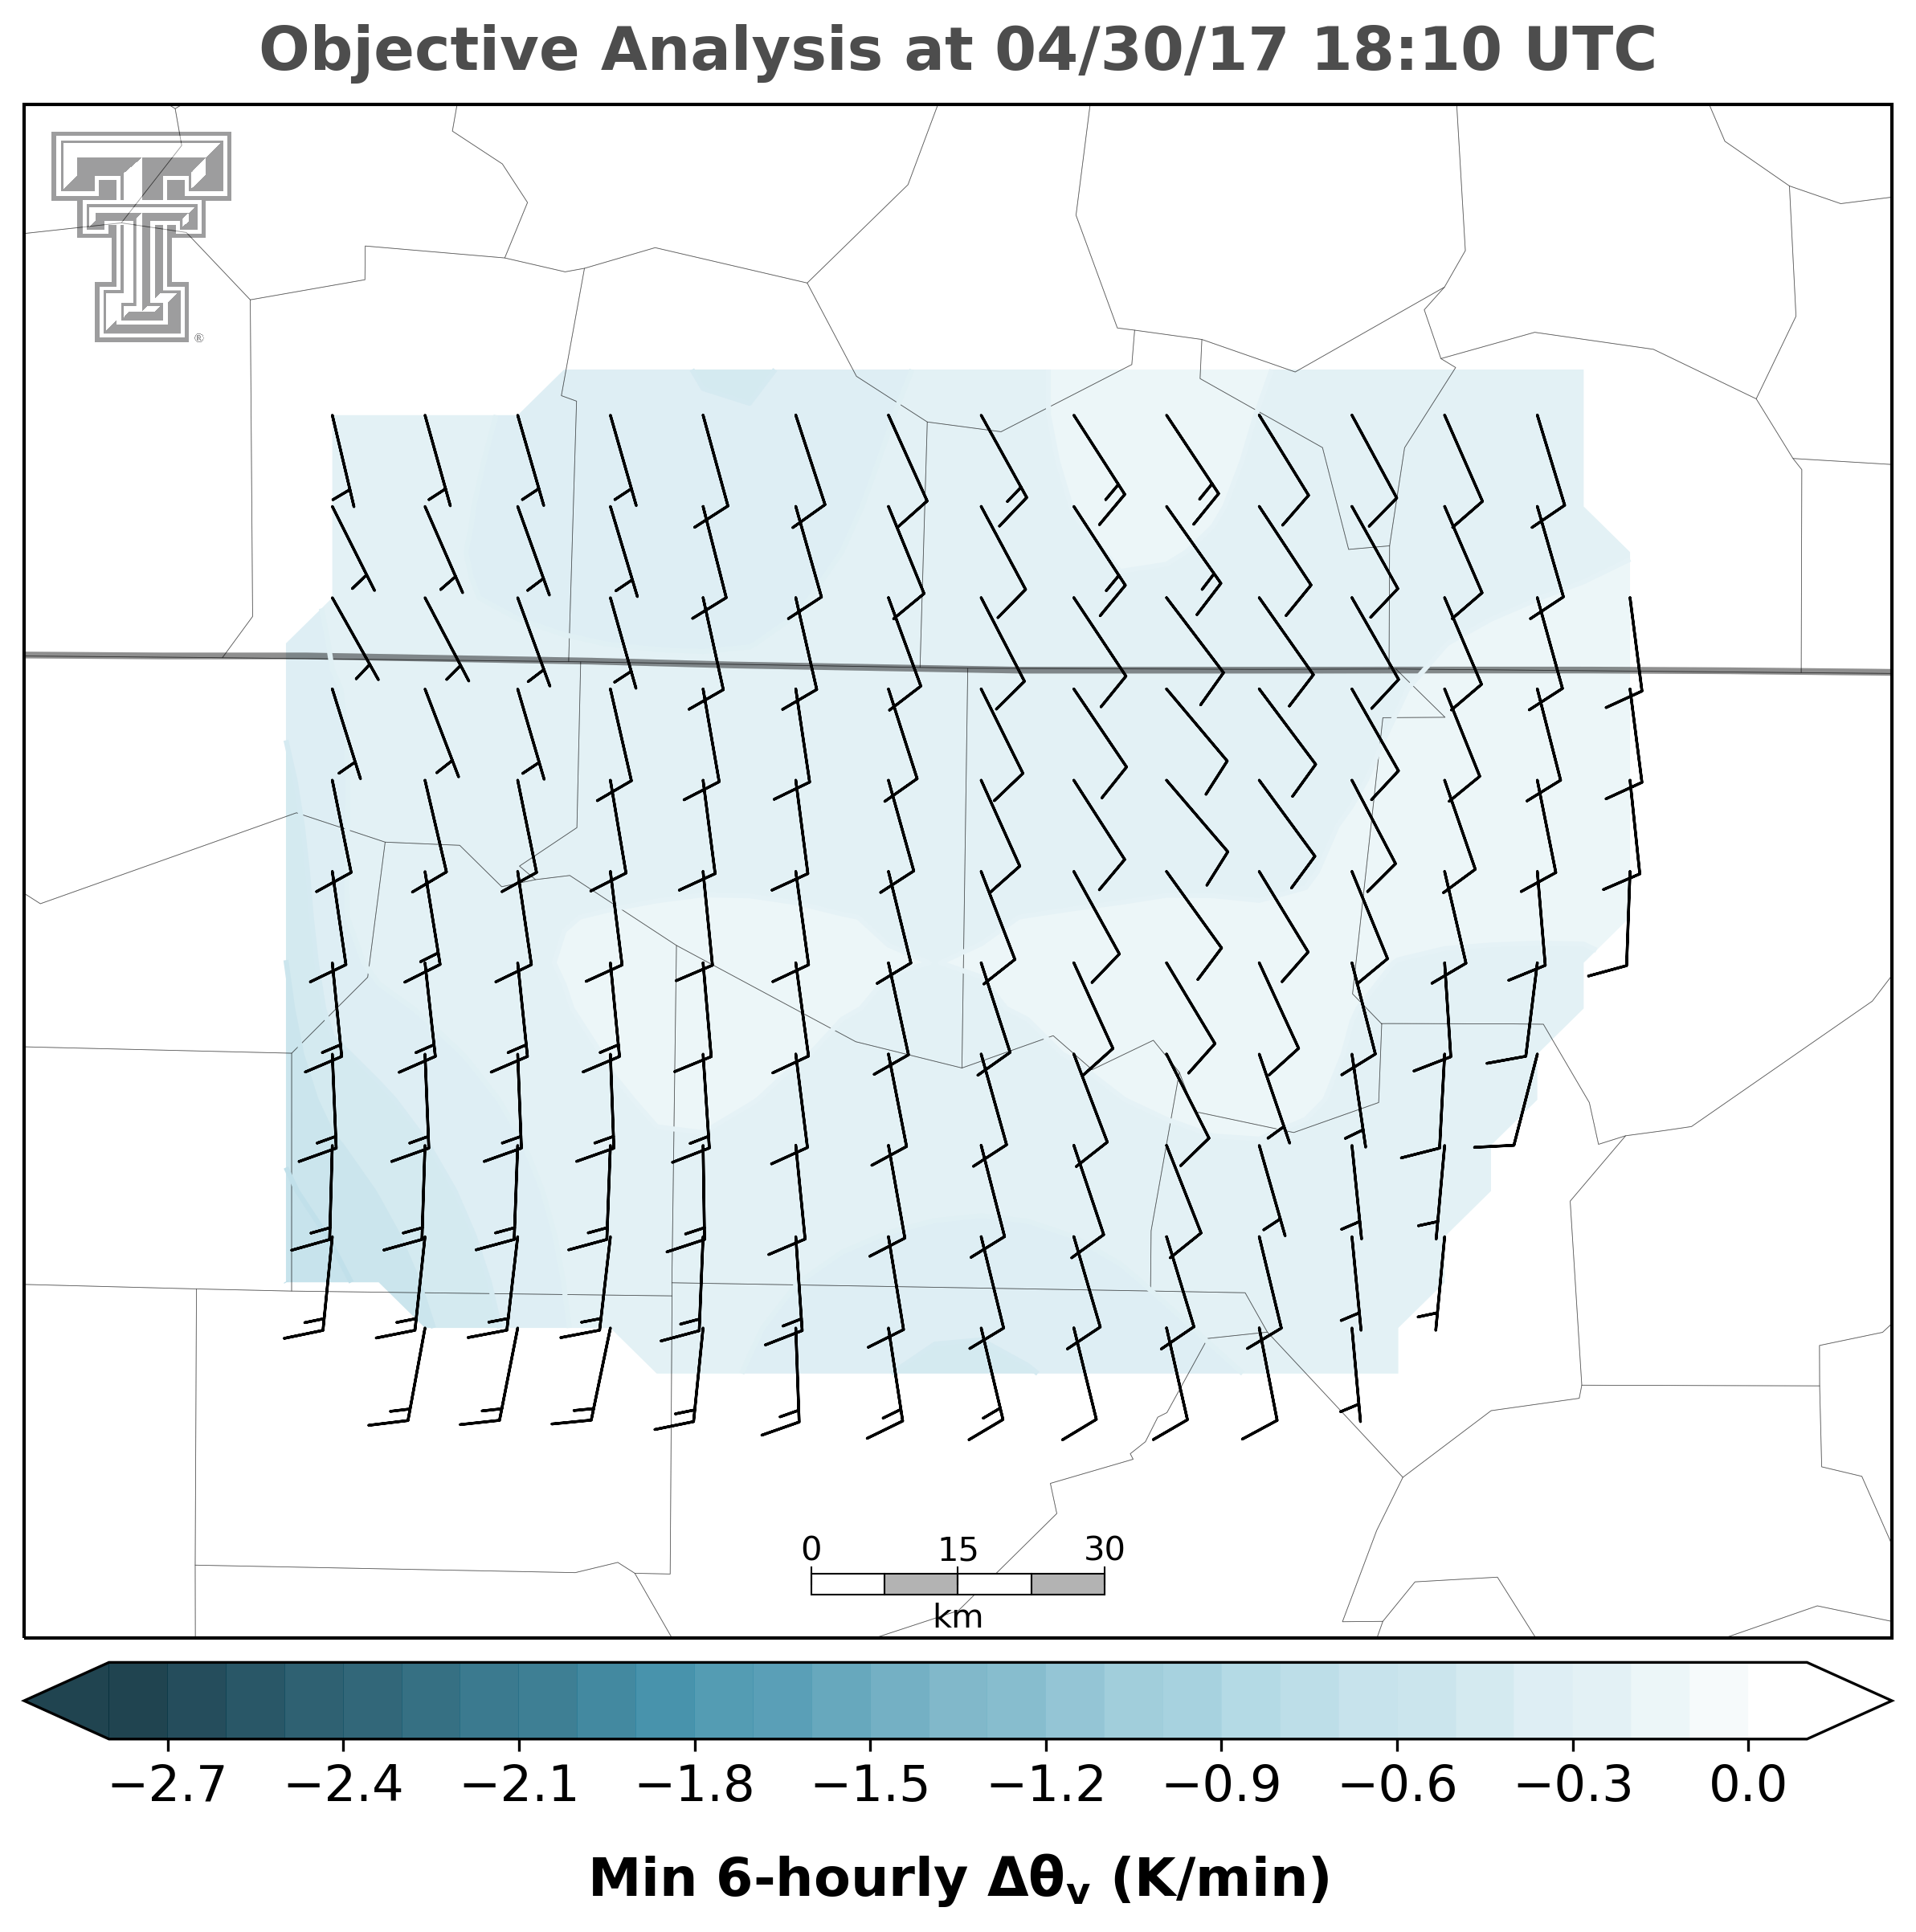 Objective Analysis at 04/30/17 18:10 UTC
®
0 15 30
km
−2.7 −2.4 −2.1 −1.8 −1.5 −1.2 −0.9 −0.6 −0.3 0.0
Min 6-hourly Δθv (K/min)